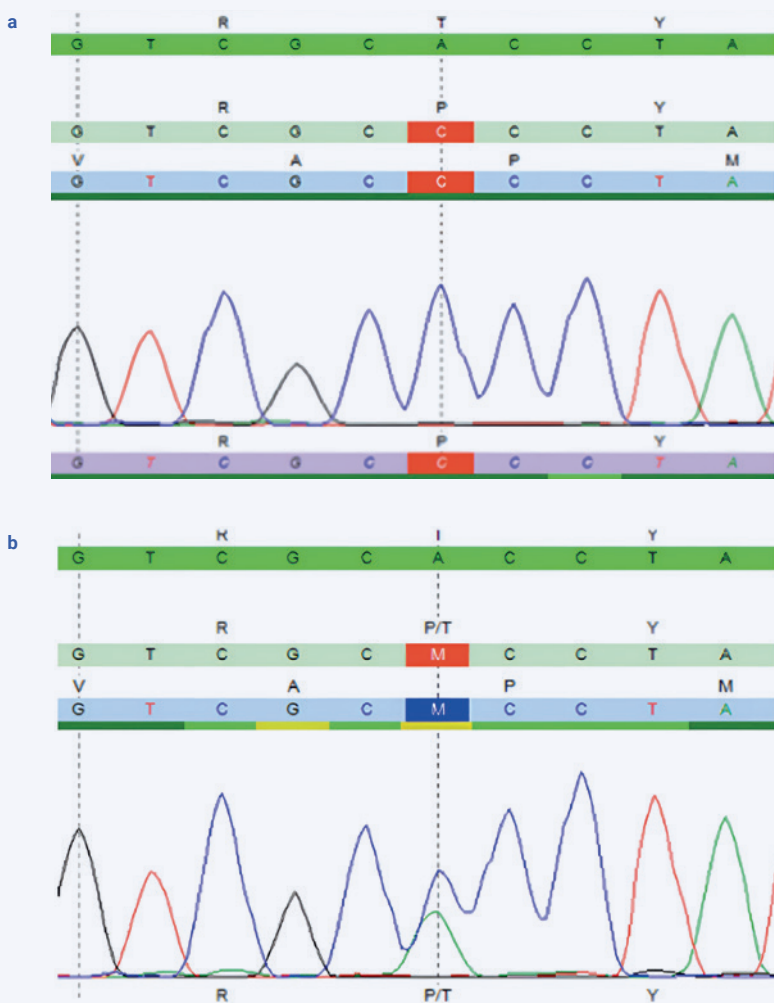 a
R T Y
G T C G C A C C T A
R P Y
G T C G C C C C T A
V A P M
G T C G C C C C T A
R P Y
G T C G C C C C T A
b
R I Y
G T C G C A C C T A
R P/T Y
G T C G C M C C T A
V A P M
G T C G C M C C T A
R P/T Y